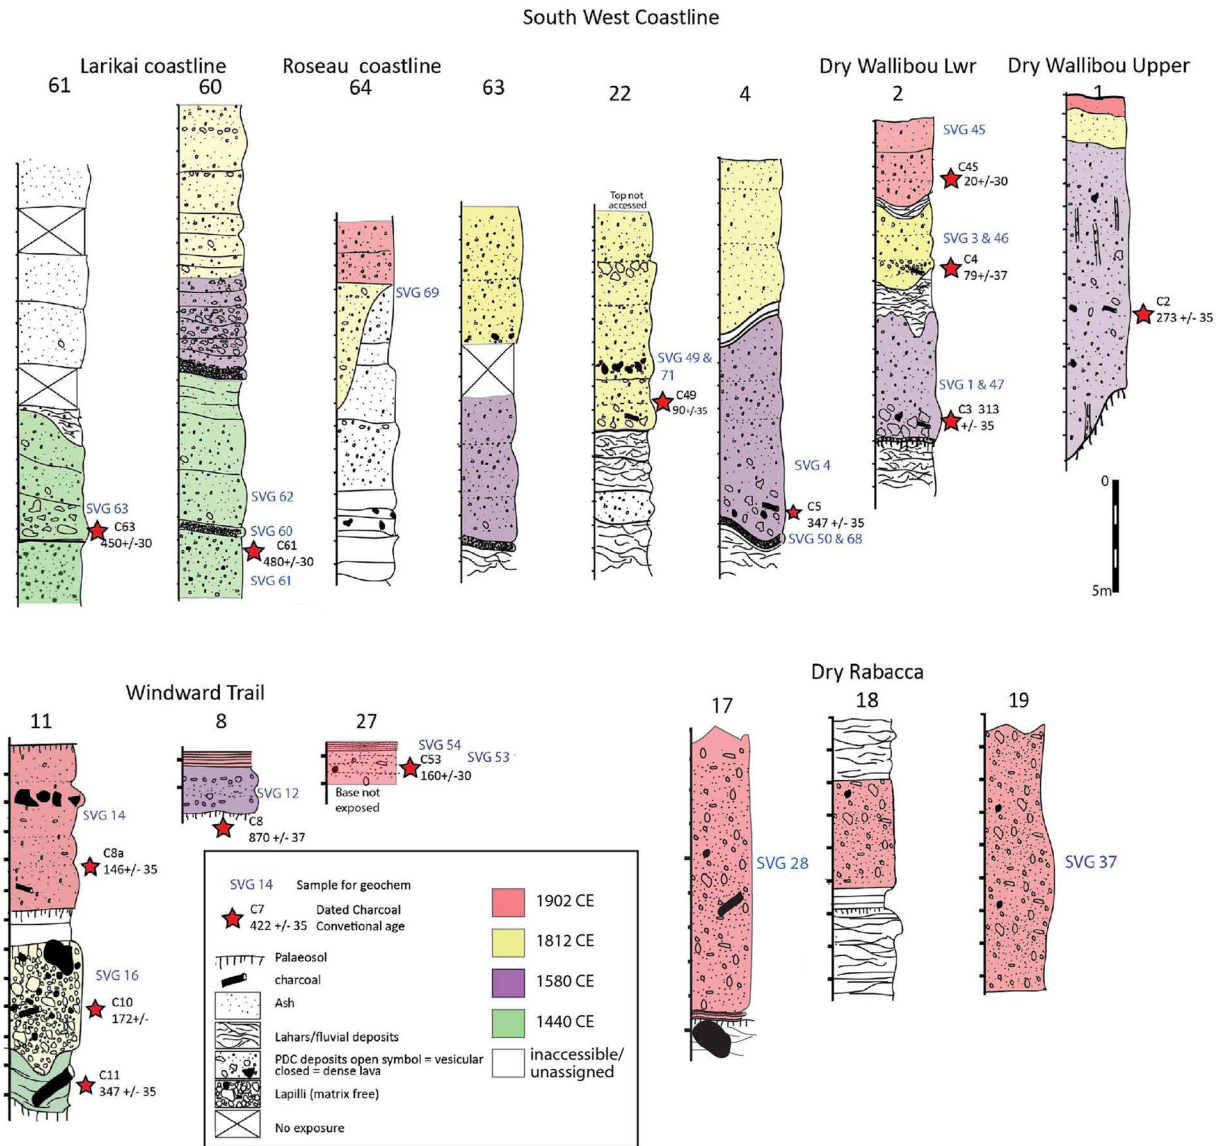 South West Coastline
Larikai coastline
Roseau coastline
Dry Wallibou Lwr
Dry Wallibou Upper
61
60
64
63
22
4
2
1
SVG 63
C63
450+/-30
SVG 62
SVG 60
C61
480+/-30
SVG 61
SVG 69
Top not
accessed
SVG 49 &
71
C49
90+/-35
SVG 4
C5
347 +/- 35
SVG 50 & 68
SVG 45
C45
20+/-30
SVG 3 & 46
C4
79+/-37
SVG 1 & 47
C3 313
+/- 35
C2
273 +/- 35
0
5m
Windward Trail
11
8
27
SVG 14
C8a
146+/- 35
SVG 16
C10
172+/-
C11
347 +/- 35
SVG 12
C8
870 +/- 37
SVG 54
C53
SVG 53
160+/-30
Base not
exposed
Dry Rabacca
17
18
19
SVG 28
SVG 37
SVG 14 Sample for geochem
C7 Dated Charcoal
422 +/- 35 Convetional age
Palaeosol
charcoal
Ash
Lahars/fluvial deposits
PDC deposits open symbol = vesicular
closed = dense lava
Lapilli (matrix free)
No exposure
1902 CE
1812 CE
1580 CE
1440 CE
inaccessible/
unassigned